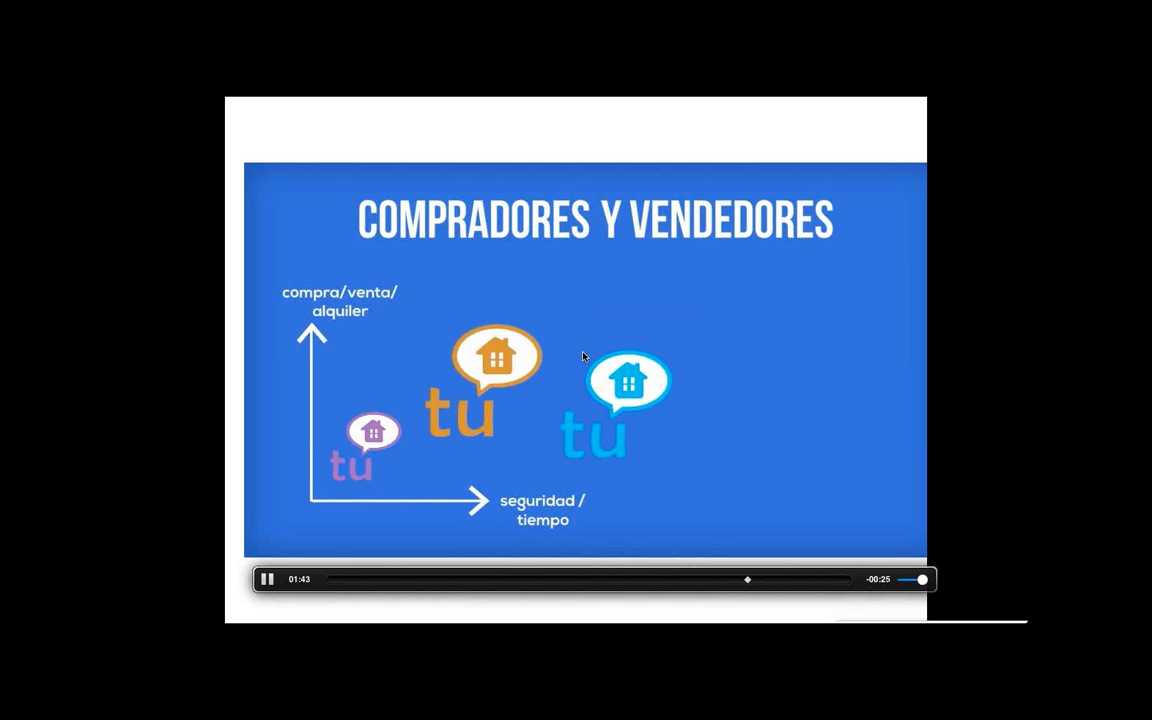 COMPRADORES Y VENDEDORES
compra/venta/
alquiler
tu
tu
tu
seguridad /
tiempo
01:43
-00:25